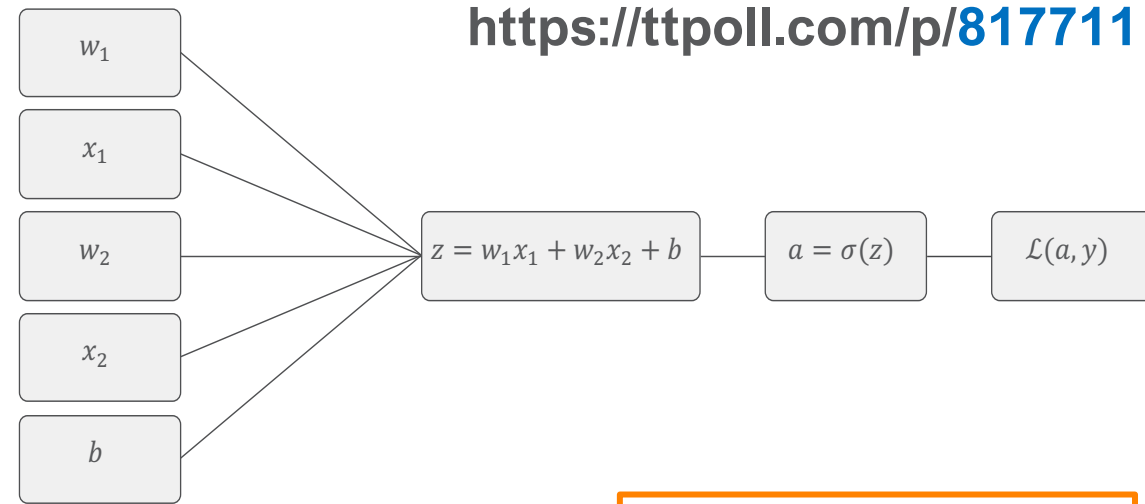 https://ttpoll.com/p/817711
w₁
x₁
w₂
x₂
b
z = w₁x₁ + w₂x₂ + b
a = σ(z)
ℒ(a, y)